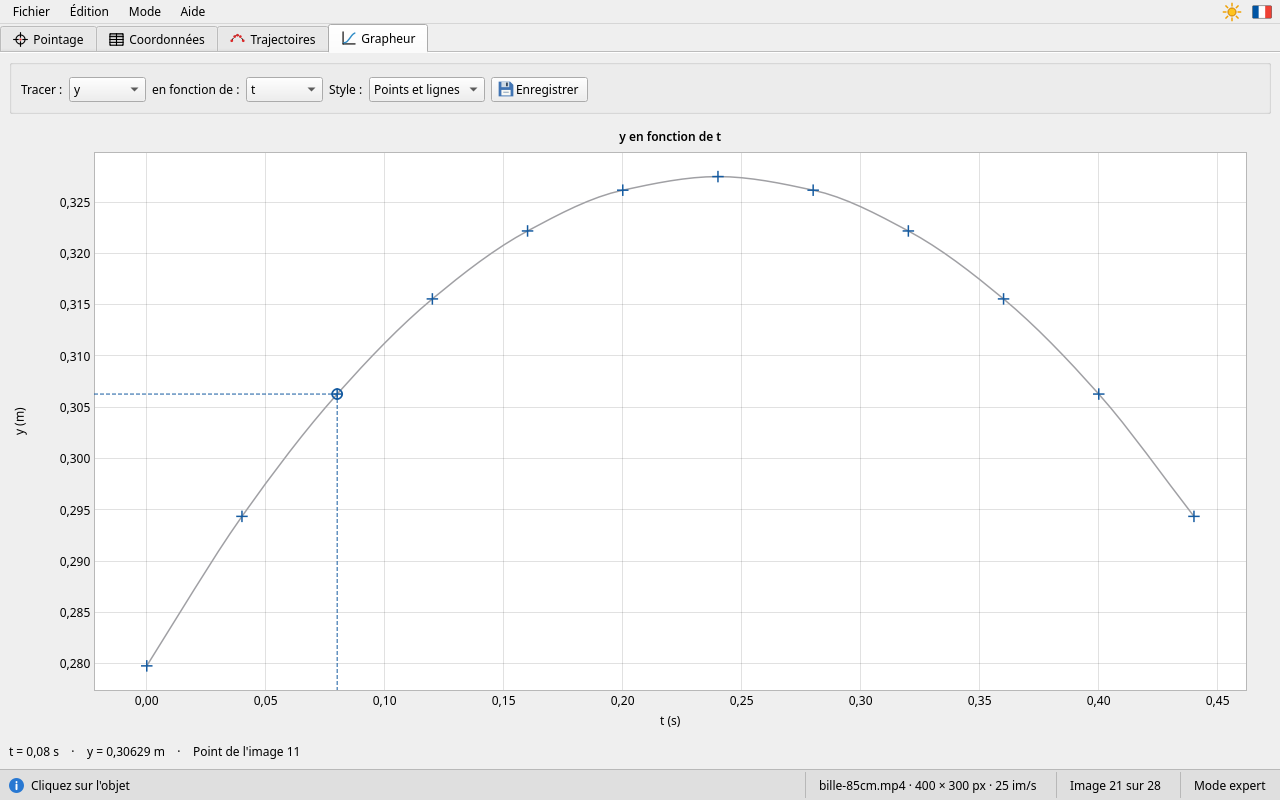 Fichier Édition Mode Aide
Pointage Coordonnées Trajectoires Grapheur
Tracer : y en fonction de : t Style : Points et lignes Enregistrer
y en fonction de t
0,325
0,320
0,315
0,310
0,305
0,300
0,295
0,290
0,285
0,280
y (m)
0,00 0,05 0,10 0,15 0,20 0,25 0,30 0,35 0,40 0,45
t (s)
t = 0,08 s · y = 0,30629 m · Point de l'image 11
Cliquez sur l'objet bille-85cm.mp4 · 400 × 300 px · 25 im/s Image 21 sur 28 Mode expert